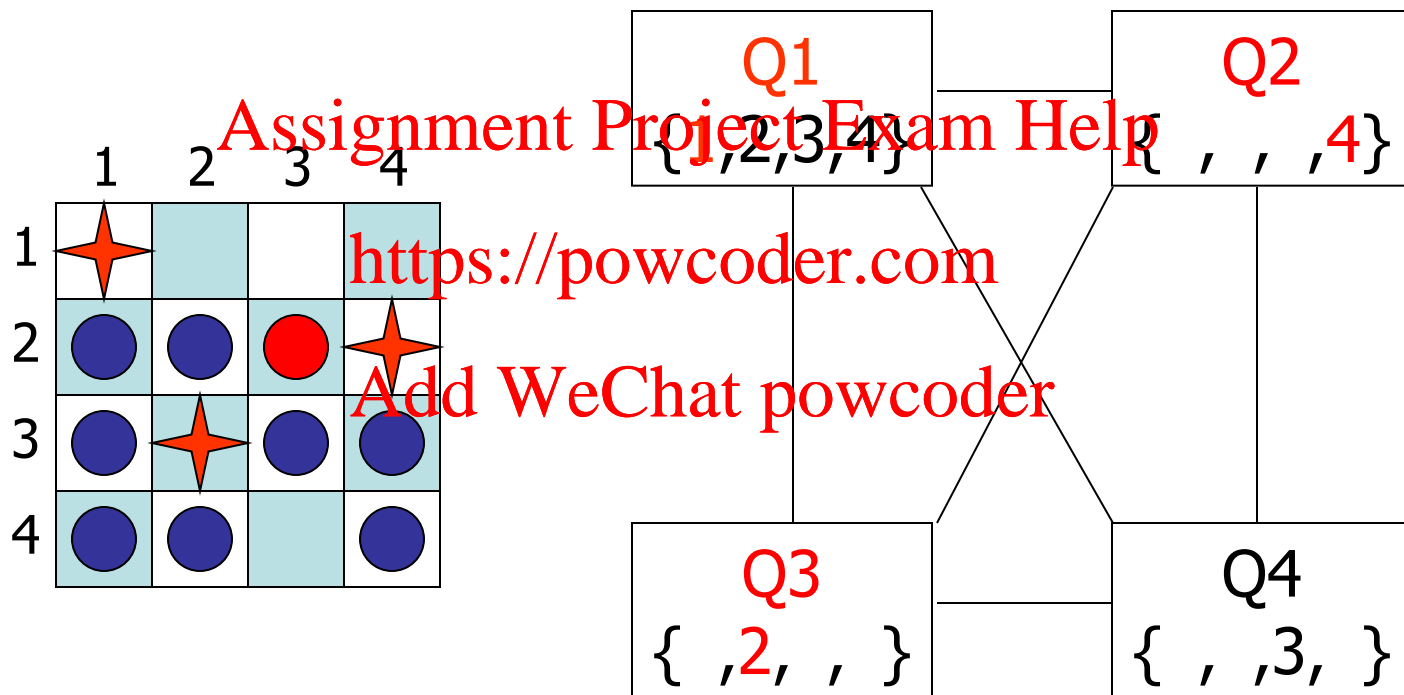 Q1
{1,2,3,4}
Q2
{ , , ,4}
Assignment Project Exam Help
1 2 3 4
1
2
3
4
https://powcoder.com
Add WeChat powcoder
Q3
{ ,2, , }
Q4
{ , ,3, }